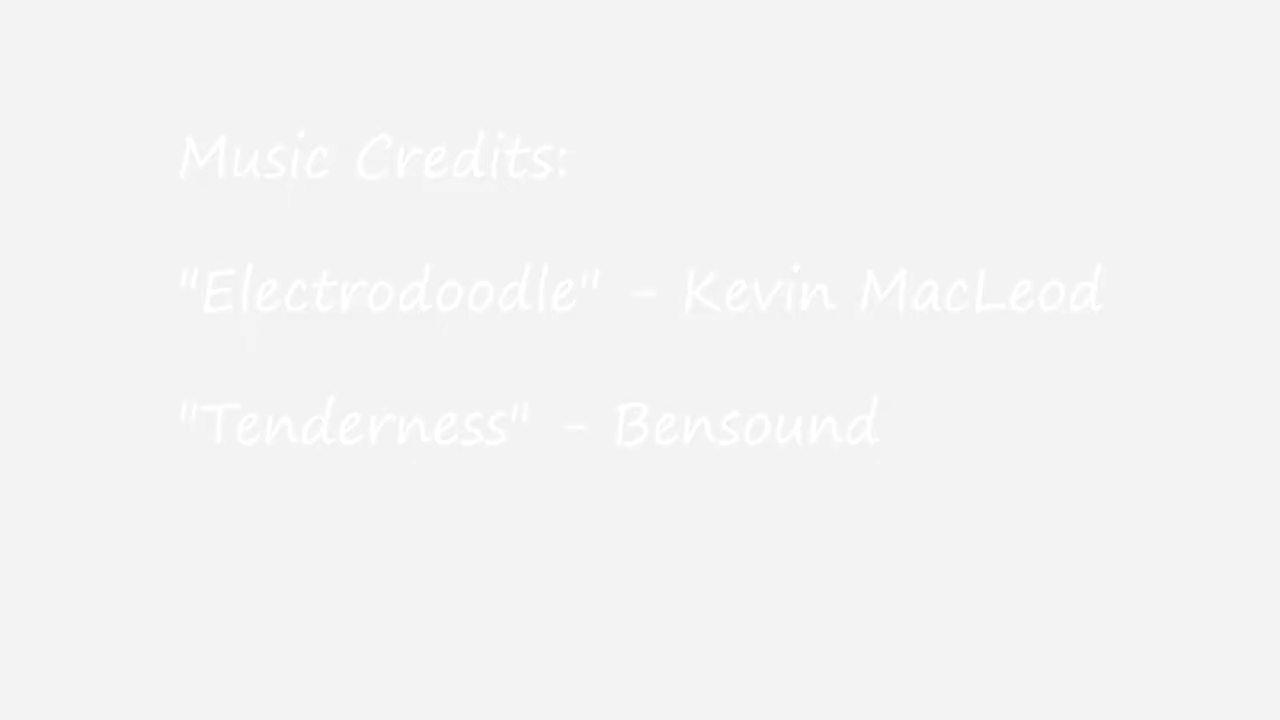 Music Credits:
"Electrodoodle" - Kevin MacLeod
"Tenderness" - Bensound